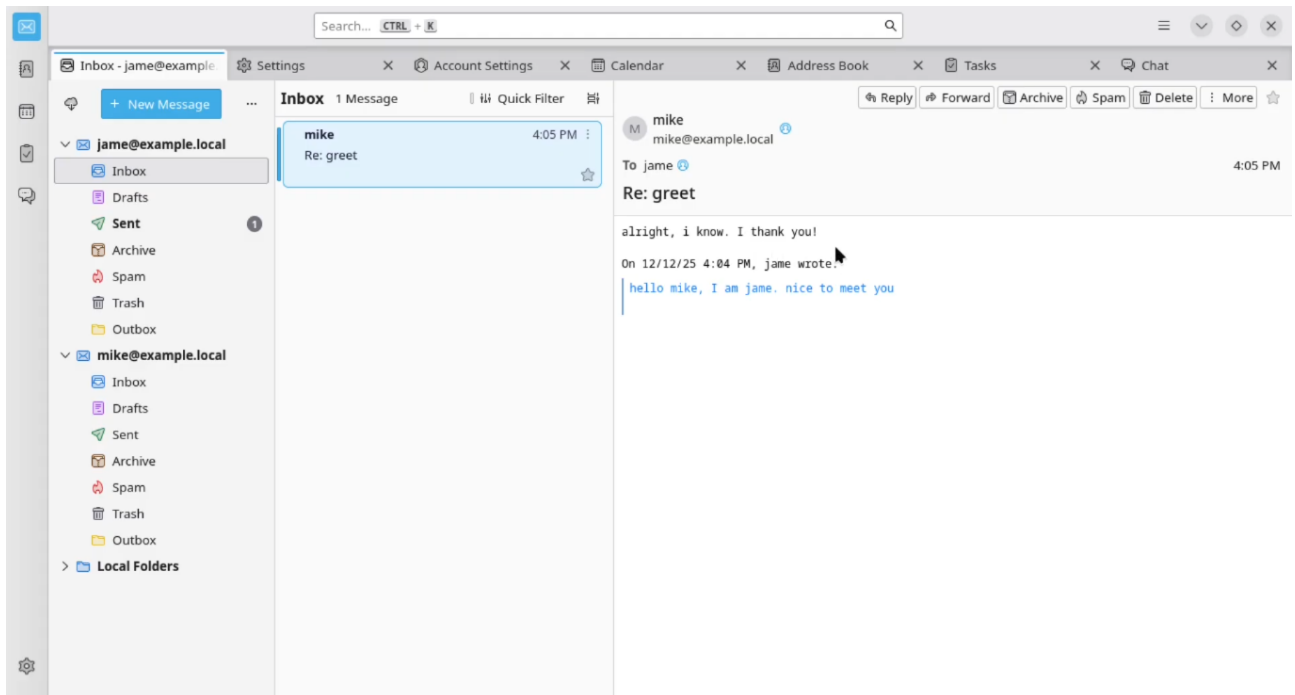 Search... CTRL + K
Inbox - jame@example.
Settings
Account Settings
Calendar
Address Book
Tasks
Chat
+ New Message
...
jame@example.local
Inbox
Drafts
Sent 1
Archive
Spam
Trash
Outbox
mike@example.local
Inbox
Drafts
Sent
Archive
Spam
Trash
Outbox
Local Folders
Inbox 1 Message
Quick Filter
mike 4:05 PM
Re: greet
Reply
Forward
Archive
Spam
Delete
More
M
mike
mike@example.local
To jame 4:05 PM
Re: greet
alright, i know. I thank you!
On 12/12/25 4:04 PM, jame wrote:
hello mike, I am jame. nice to meet you